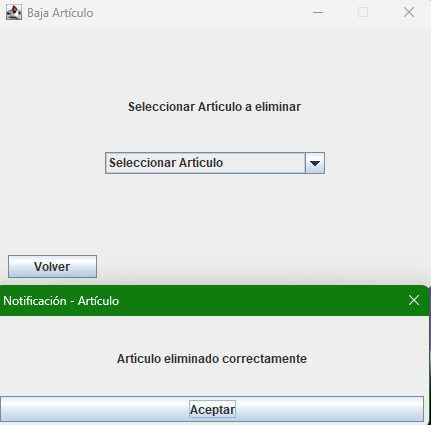 Baja Artículo
Seleccionar Artículo a eliminar
Seleccionar Artículo
Volver
Notificación - Artículo
Artículo eliminado correctamente
Aceptar